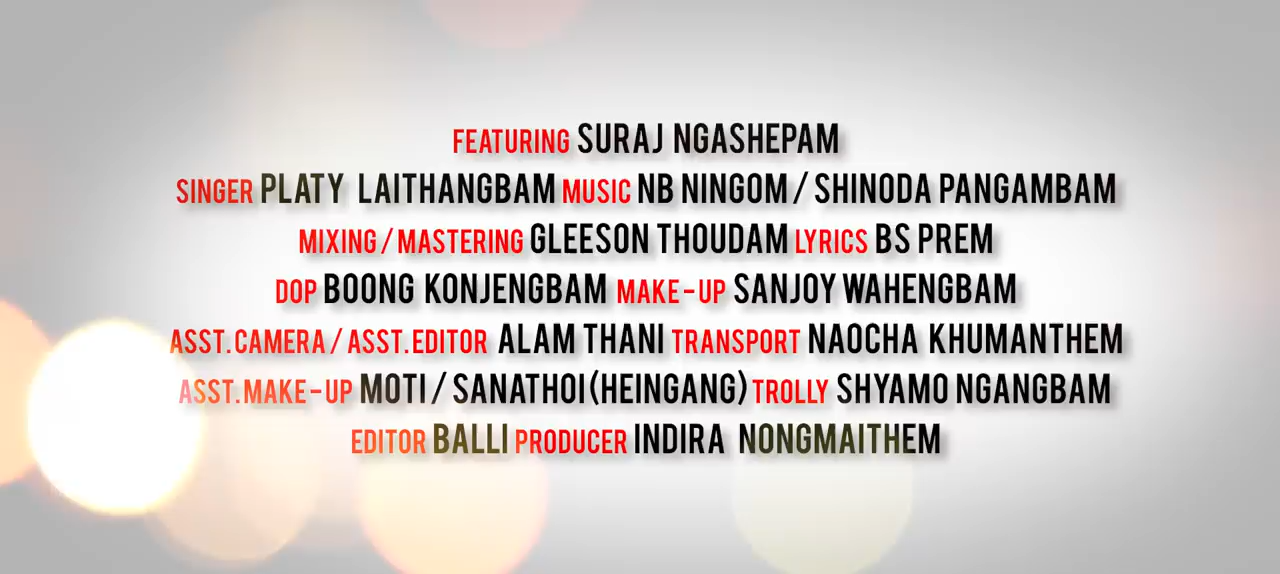 FEATURING SURAJ NGASHEPAM
SINGER PLATY LAITHANGBAM MUSIC NB NINGOM / SHINODA PANGAMBAM
MIXING / MASTERING GLEESON THOUDAM LYRICS BS PREM
DOP BOONG KONJENGBAM MAKE-UP SANJOY WAHENGBAM
ASST.CAMERA / ASST.EDITOR ALAM THANI TRANSPORT NAOCHA KHUMANTHEM
ASST.MAKE-UP MOTI / SANATHOI(HEINGANG) TROLLY SHYAMO NGANGBAM
EDITOR BALLI PRODUCER INDIRA NONGMAITHEM